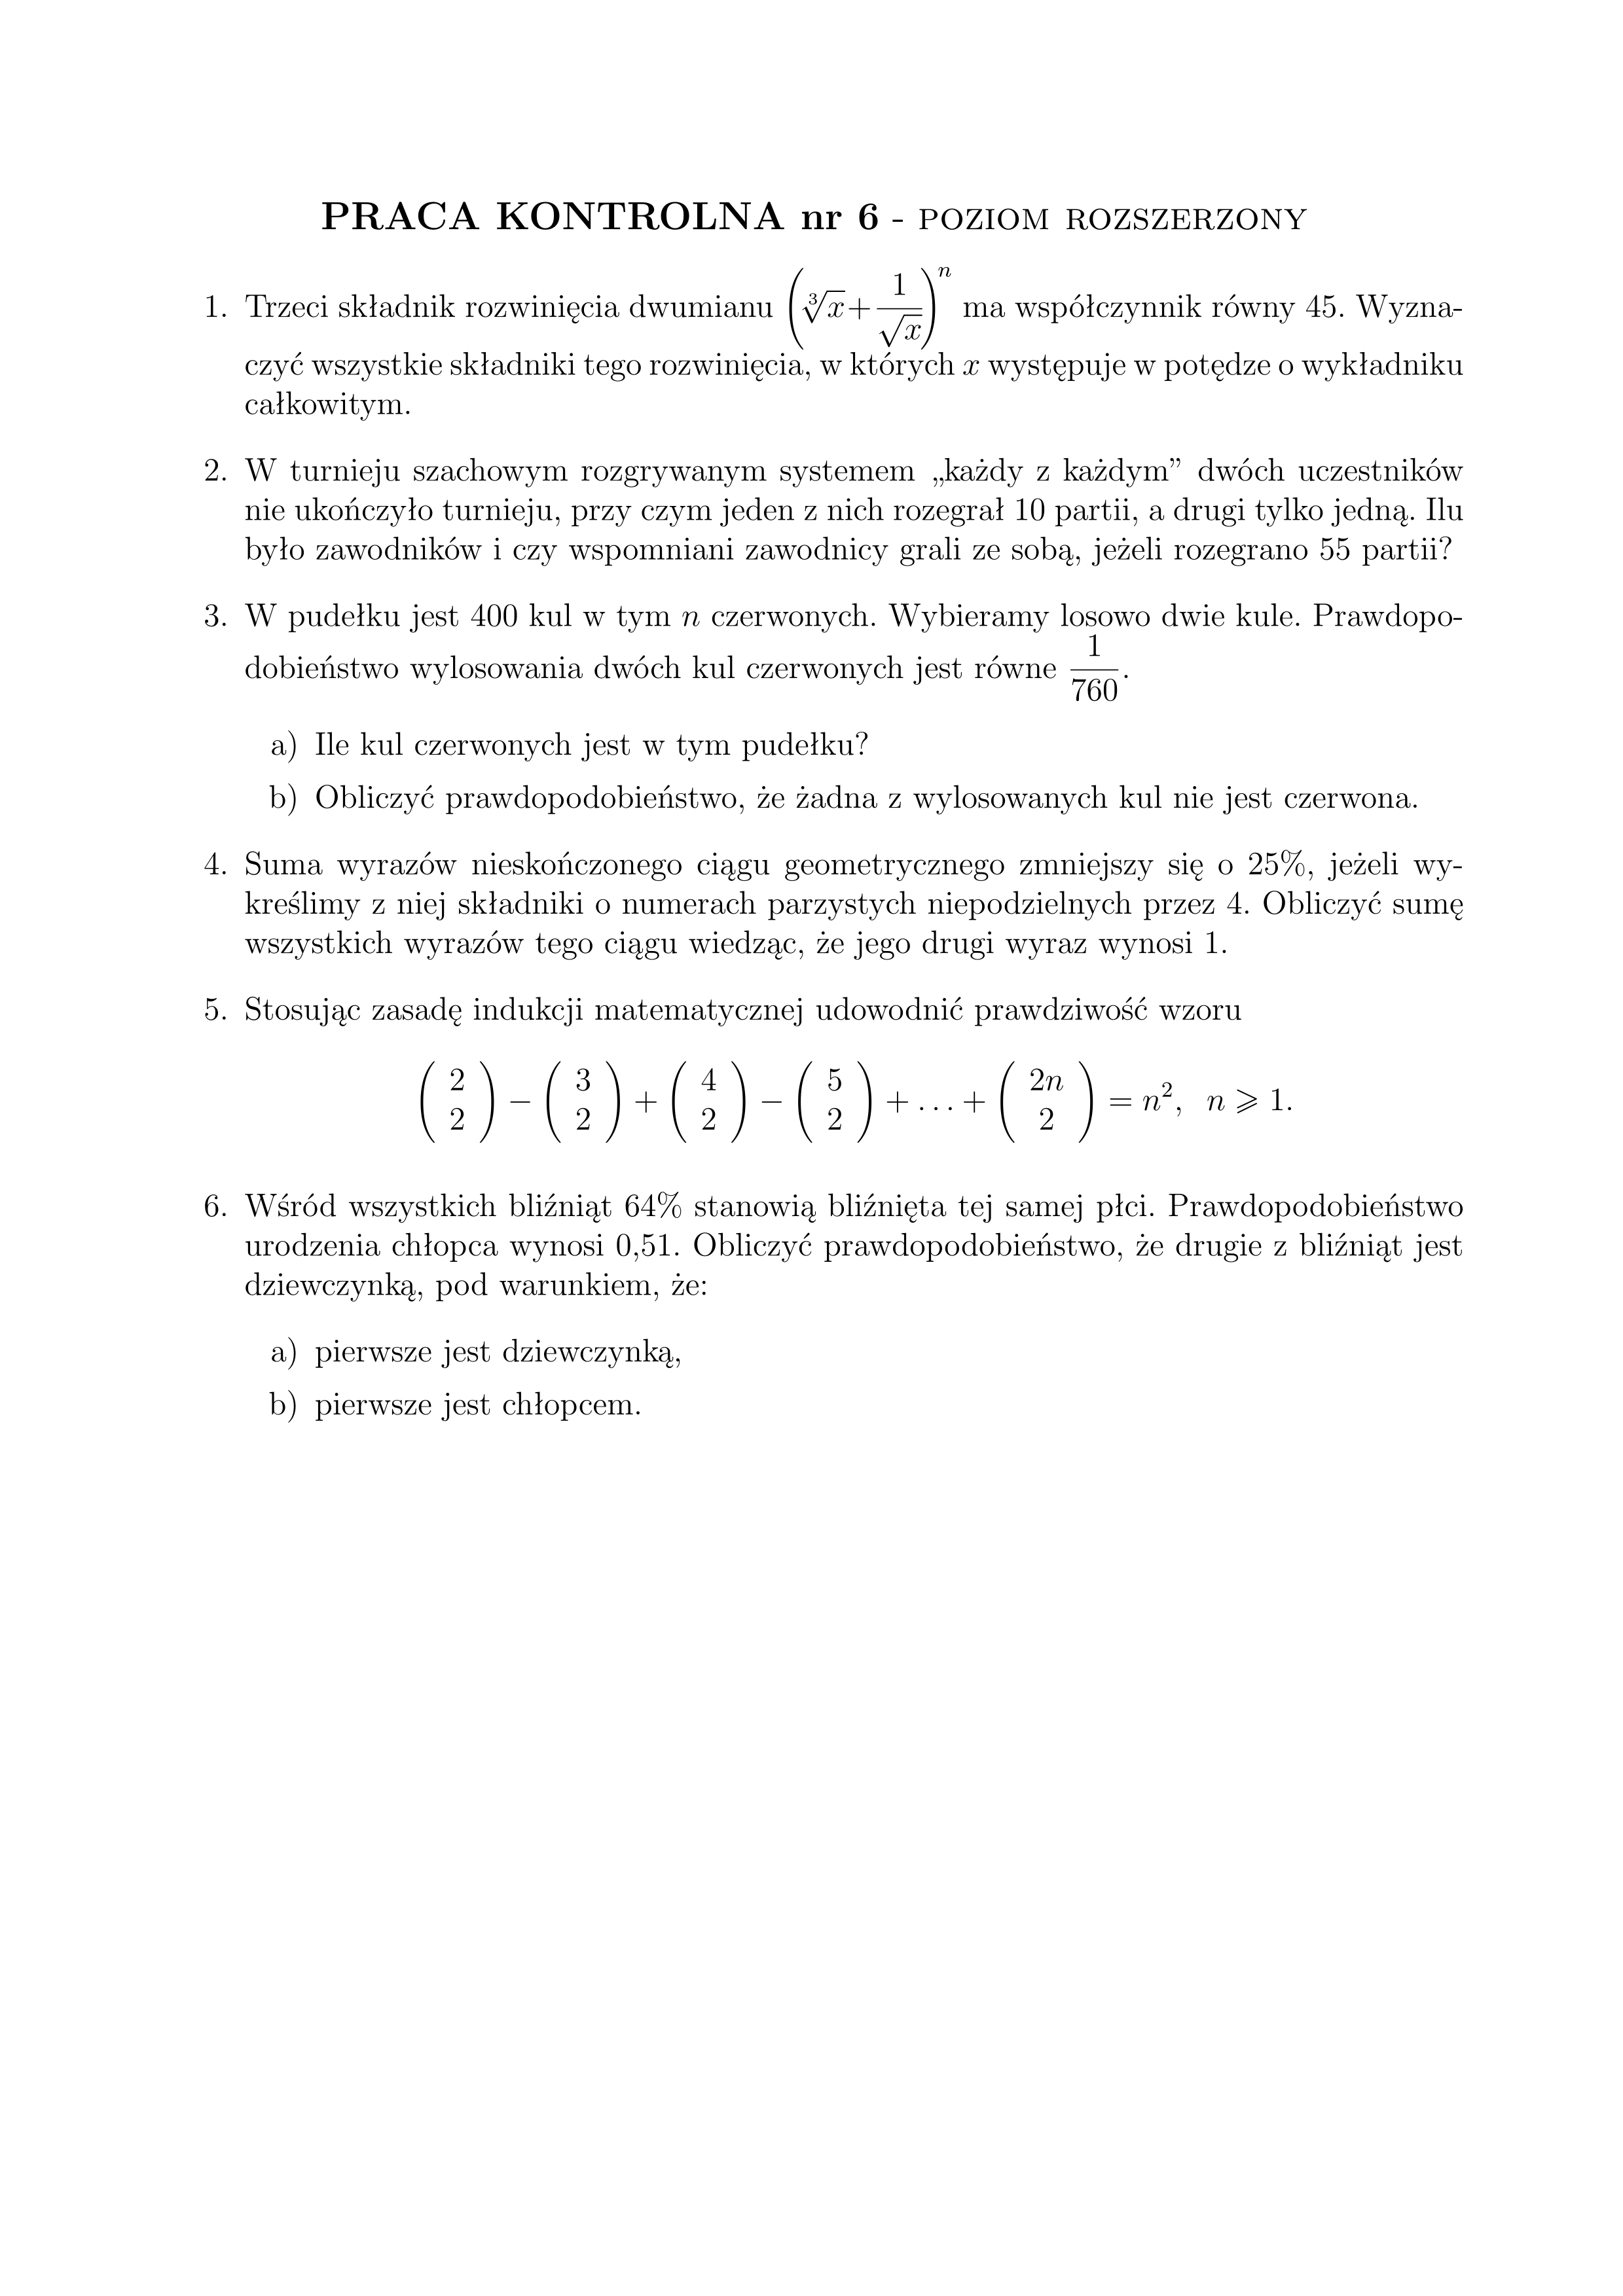 PRACA KONTROLNA nr 6 - POZIOM ROZSZERZONY
1. Trzeci składnik rozwinięcia dwumianu $\left(\sqrt[3]{x}+\frac{1}{\sqrt{x}}\right)^n$ ma współczynnik równy 45. Wyzna-
czyć wszystkie składniki tego rozwinięcia, w których $x$ występuje w potędze o wykładniku
całkowitym.
2. W turnieju szachowym rozgrywanym systemem „każdy z każdym” dwóch uczestników
nie ukończyło turnieju, przy czym jeden z nich rozegrał 10 partii, a drugi tylko jedną. Ilu
było zawodników i czy wspomniani zawodnicy grali ze sobą, jeżeli rozegrano 55 partii?
3. W pudełku jest 400 kul w tym $n$ czerwonych. Wybieramy losowo dwie kule. Prawdopo-
dobieństwo wylosowania dwóch kul czerwonych jest równe $\frac{1}{760}$.
a) Ile kul czerwonych jest w tym pudełku?
b) Obliczyć prawdopodobieństwo, że żadna z wylosowanych kul nie jest czerwona.
4. Suma wyrazów nieskończonego ciągu geometrycznego zmniejszy się o 25%, jeżeli wy-
kreślimy z niej składniki o numerach parzystych niepodzielnych przez 4. Obliczyć sumę
wszystkich wyrazów tego ciągu wiedząc, że jego drugi wyraz wynosi 1.
5. Stosując zasadę indukcji matematycznej udowodnić prawdziwość wzoru
$\binom{2}{2} - \binom{3}{2} + \binom{4}{2} - \binom{5}{2} + \ldots + \binom{2n}{2} = n^2, \; n \geqslant 1.$
6. Wśród wszystkich bliźniąt 64% stanowią bliźnięta tej samej płci. Prawdopodobieństwo
urodzenia chłopca wynosi 0,51. Obliczyć prawdopodobieństwo, że drugie z bliźniąt jest
dziewczynką, pod warunkiem, że:
a) pierwsze jest dziewczynką,
b) pierwsze jest chłopcem.